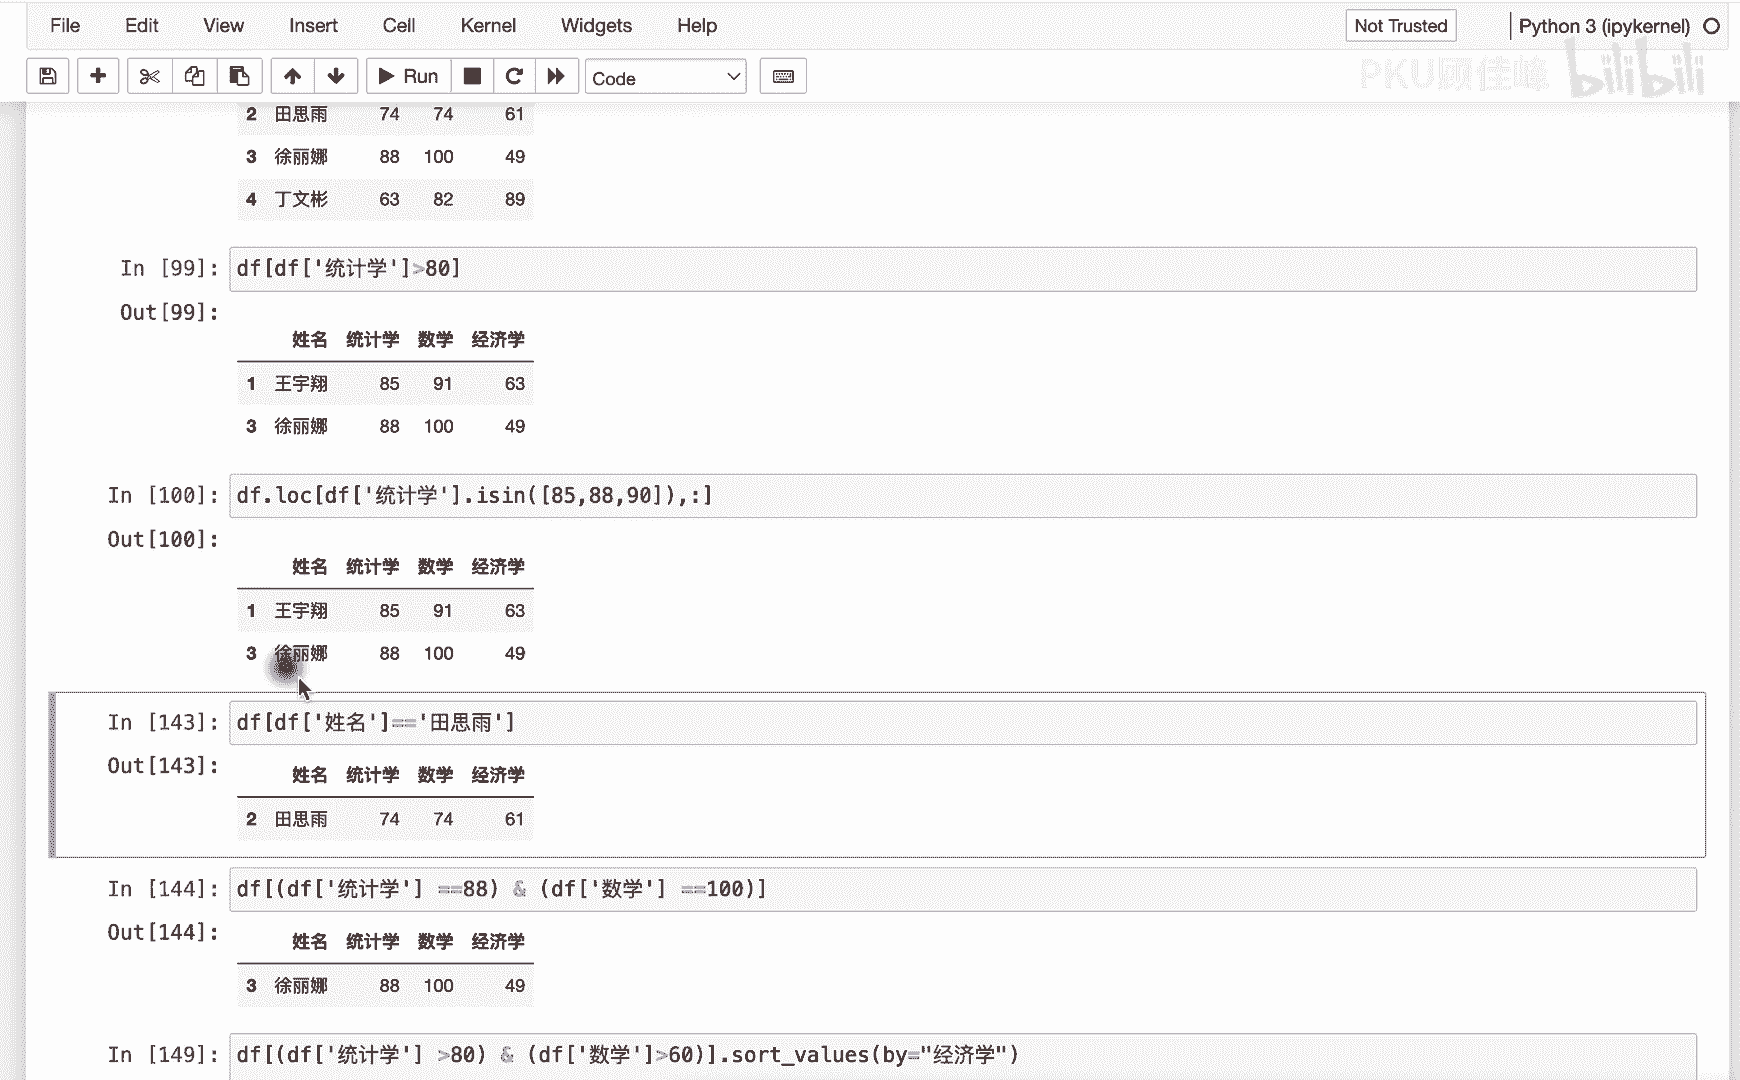 File Edit View Insert Cell Kernel Widgets Help Not Trusted Python 3 (ipykernel)
Run Code PKU顾佳峰 bilibili
2 田思雨 74 74 61
3 徐丽娜 88 100 49
4 丁文彬 63 82 89
In [99]: df[df['统计学']>80]
Out[99]:
姓名 统计学 数学 经济学
1 王宇翔 85 91 63
3 徐丽娜 88 100 49
In [100]: df.loc[df['统计学'].isin([85,88,90]),:]
Out[100]:
姓名 统计学 数学 经济学
1 王宇翔 85 91 63
3 徐丽娜 88 100 49
In [143]: df[df['姓名']=='田思雨']
Out[143]:
姓名 统计学 数学 经济学
2 田思雨 74 74 61
In [144]: df[(df['统计学'] ==88) & (df['数学'] ==100)]
Out[144]:
姓名 统计学 数学 经济学
3 徐丽娜 88 100 49
In [149]: df[(df['统计学'] >80) & (df['数学']>60)].sort_values(by="经济学")